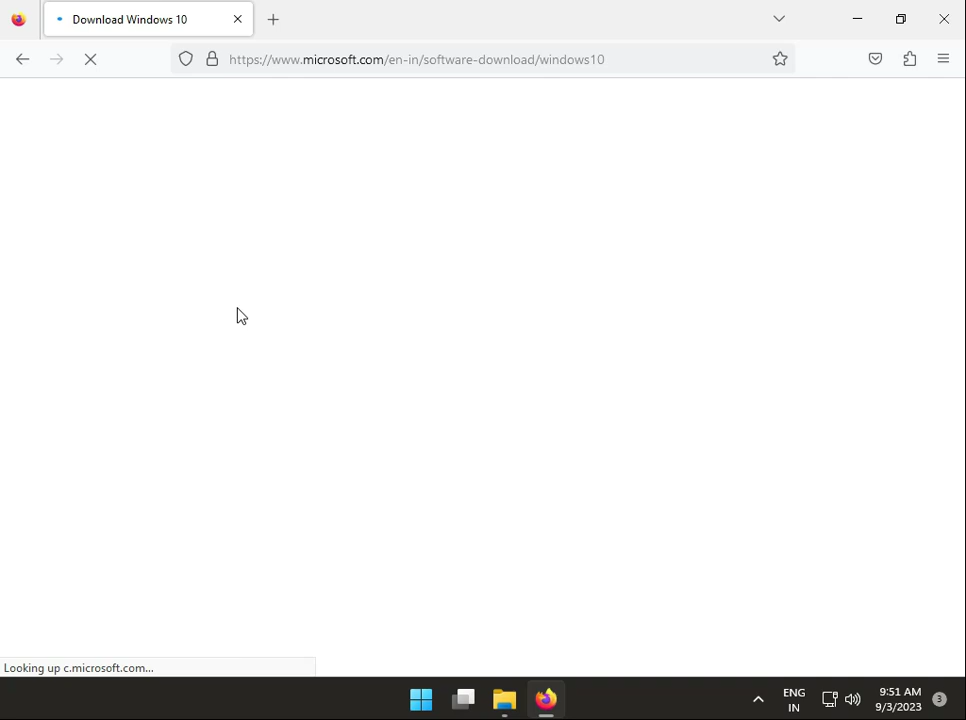 Download Windows 10
https://www.microsoft.com/en-in/software-download/windows10
Looking up c.microsoft.com...
ENG
IN
9:51 AM
9/3/2023
3